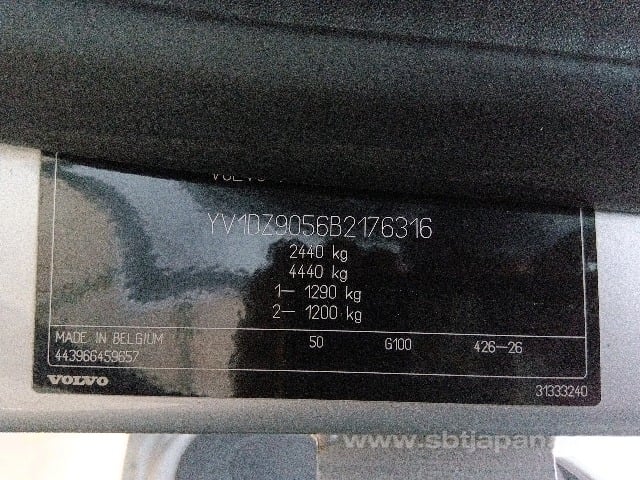 VOLVO
YV1DZ9056B2176316
2440 kg
4440 kg
1– 1290 kg
2– 1200 kg
MADE IN BELGIUM 50 G100 426–26
443966459657
VOLVO 31333240
www.sbtjapan.